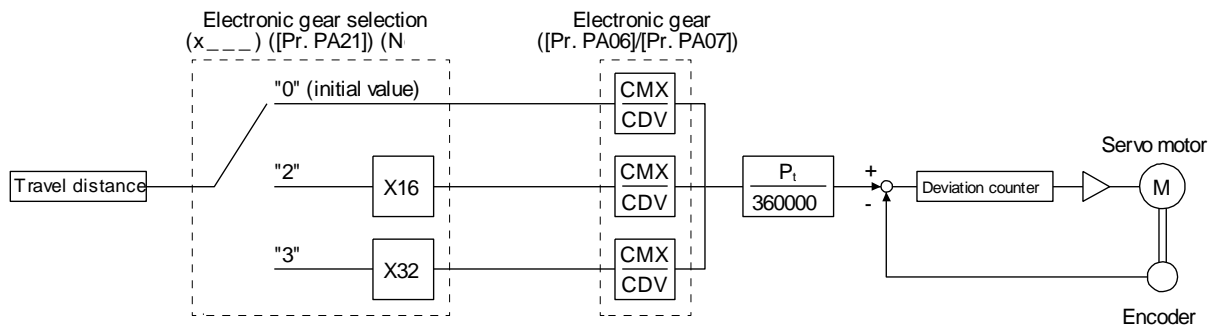 Electronic gear selection
(x_ _ _) ([Pr. PA21]) (N
Electronic gear
([Pr. PA06]/[Pr. PA07])
"0" (initial value)
CMX
CDV
Servo motor
Travel distance
"2"
X16
CMX
CDV
Pt
360000
+
-
Deviation counter
M
"3"
X32
CMX
CDV
Encoder